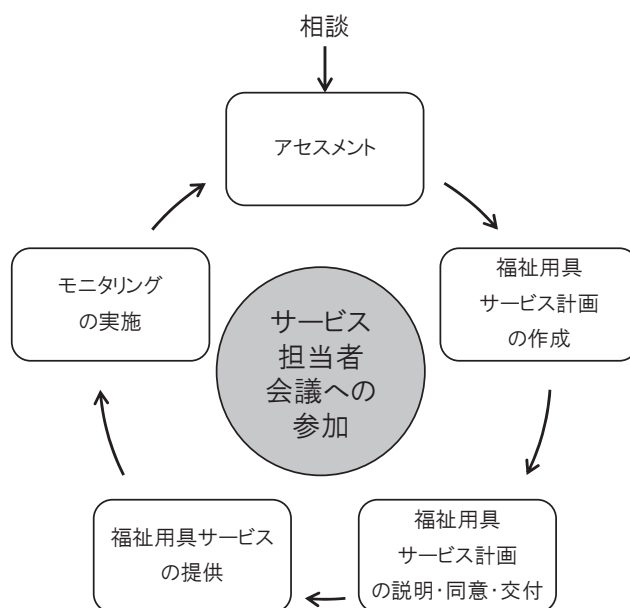 相談
アセスメント
福祉用具
サービス計画
の作成
福祉用具
サービス計画
の説明・同意・交付
福祉用具サービス
の提供
モニタリング
の実施
サービス
担当者
会議への
参加